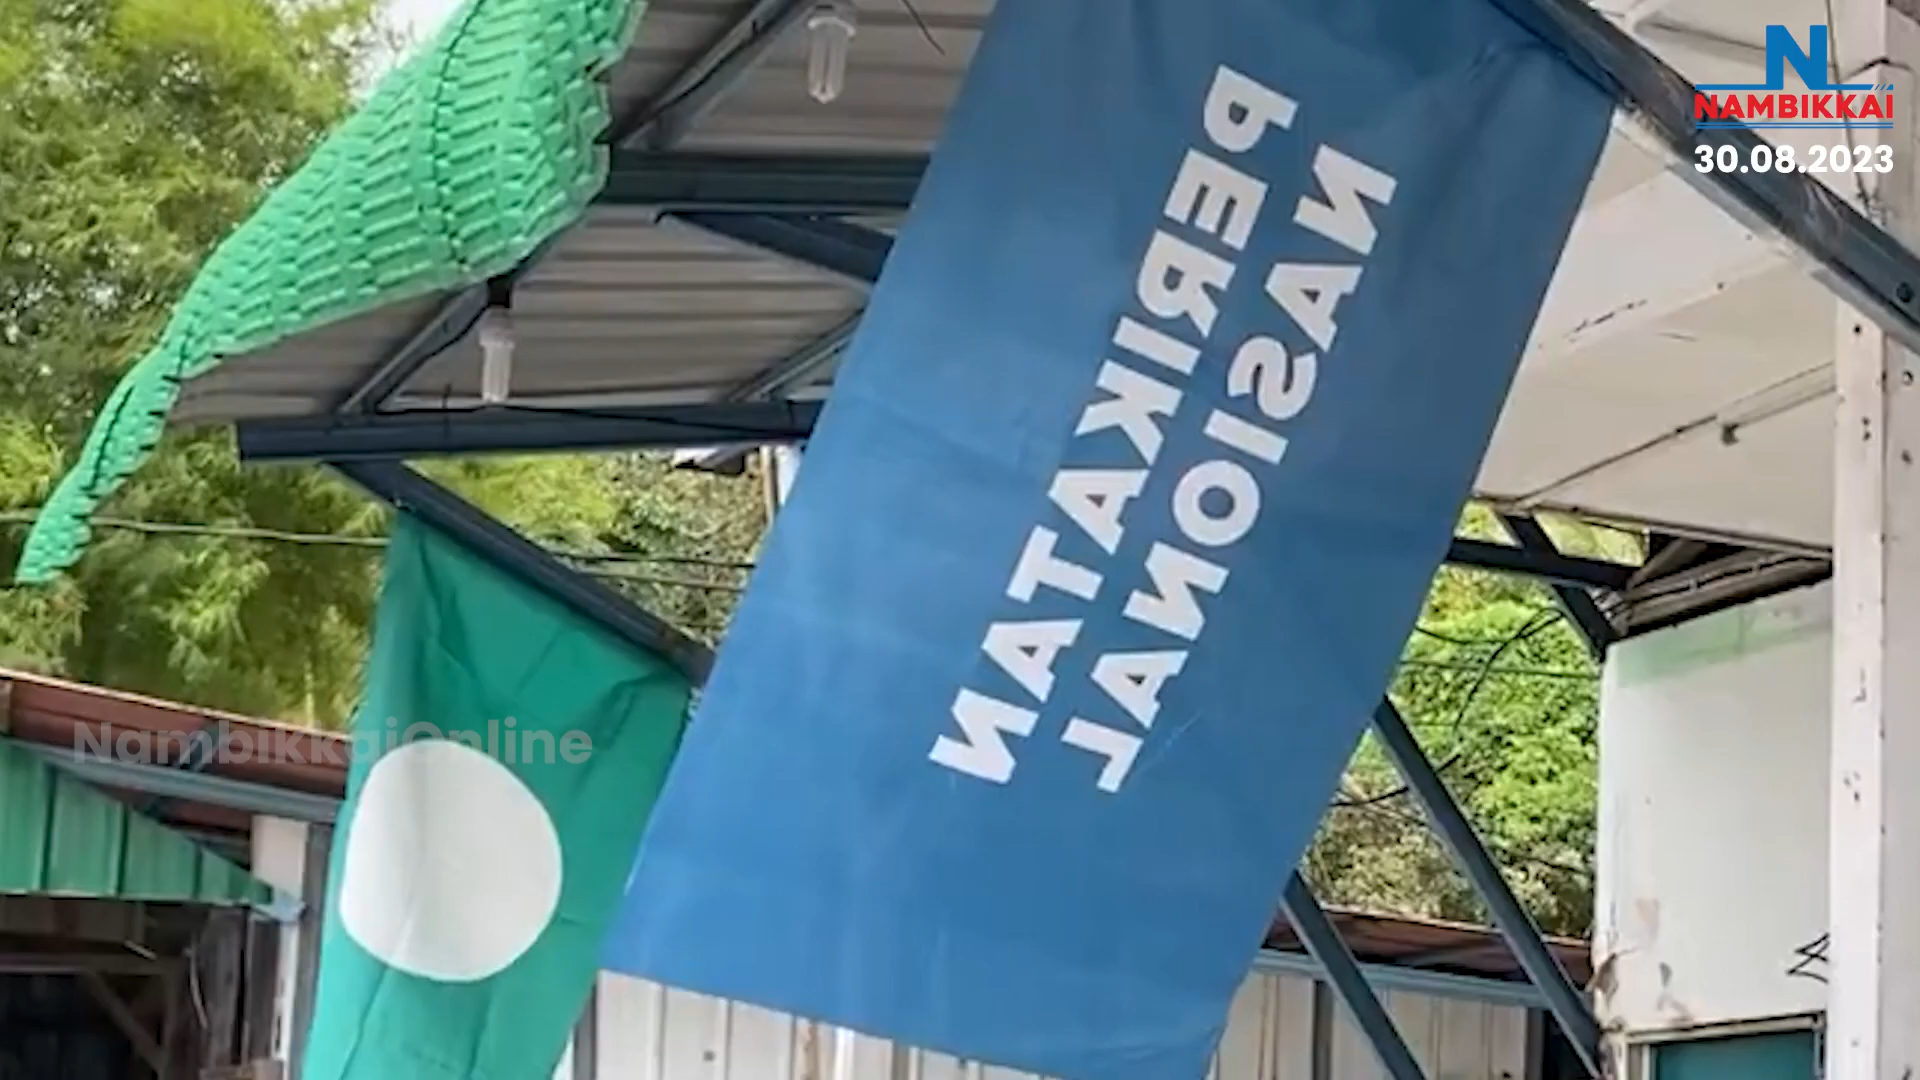 N
NAMBIKKAI
30.08.2023
PERIKATAN
NASIONAL
NambikkaiOnline